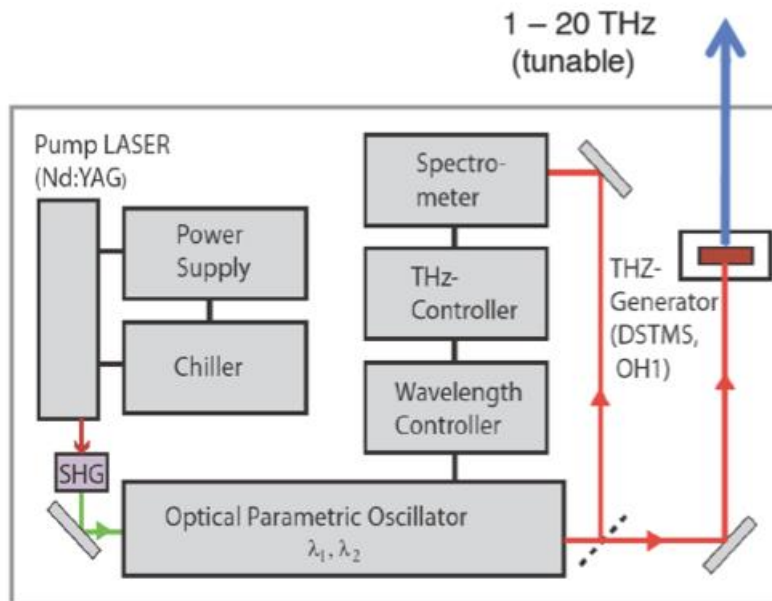 1 – 20 THz
(tunable)
Pump LASER
(Nd:YAG)
Power
Supply
Chiller
Spectro-
meter
THz-
Controller
Wavelength
Controller
THZ-
Generator
(DSTMS,
OH1)
SHG
Optical Parametric Oscillator
λ₁, λ₂